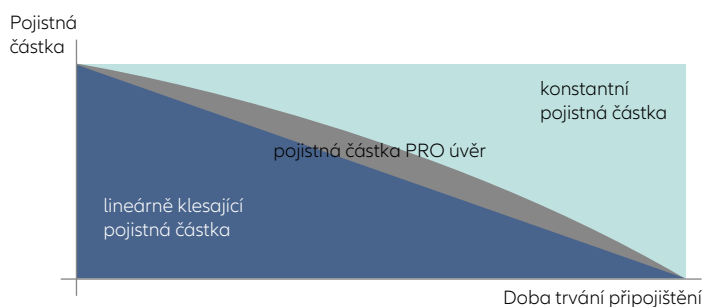 Pojistná
částka
konstantní
pojistná částka
pojistná částka PRO úvěr
lineárně klesající
pojistná částka
Doba trvání připojištění